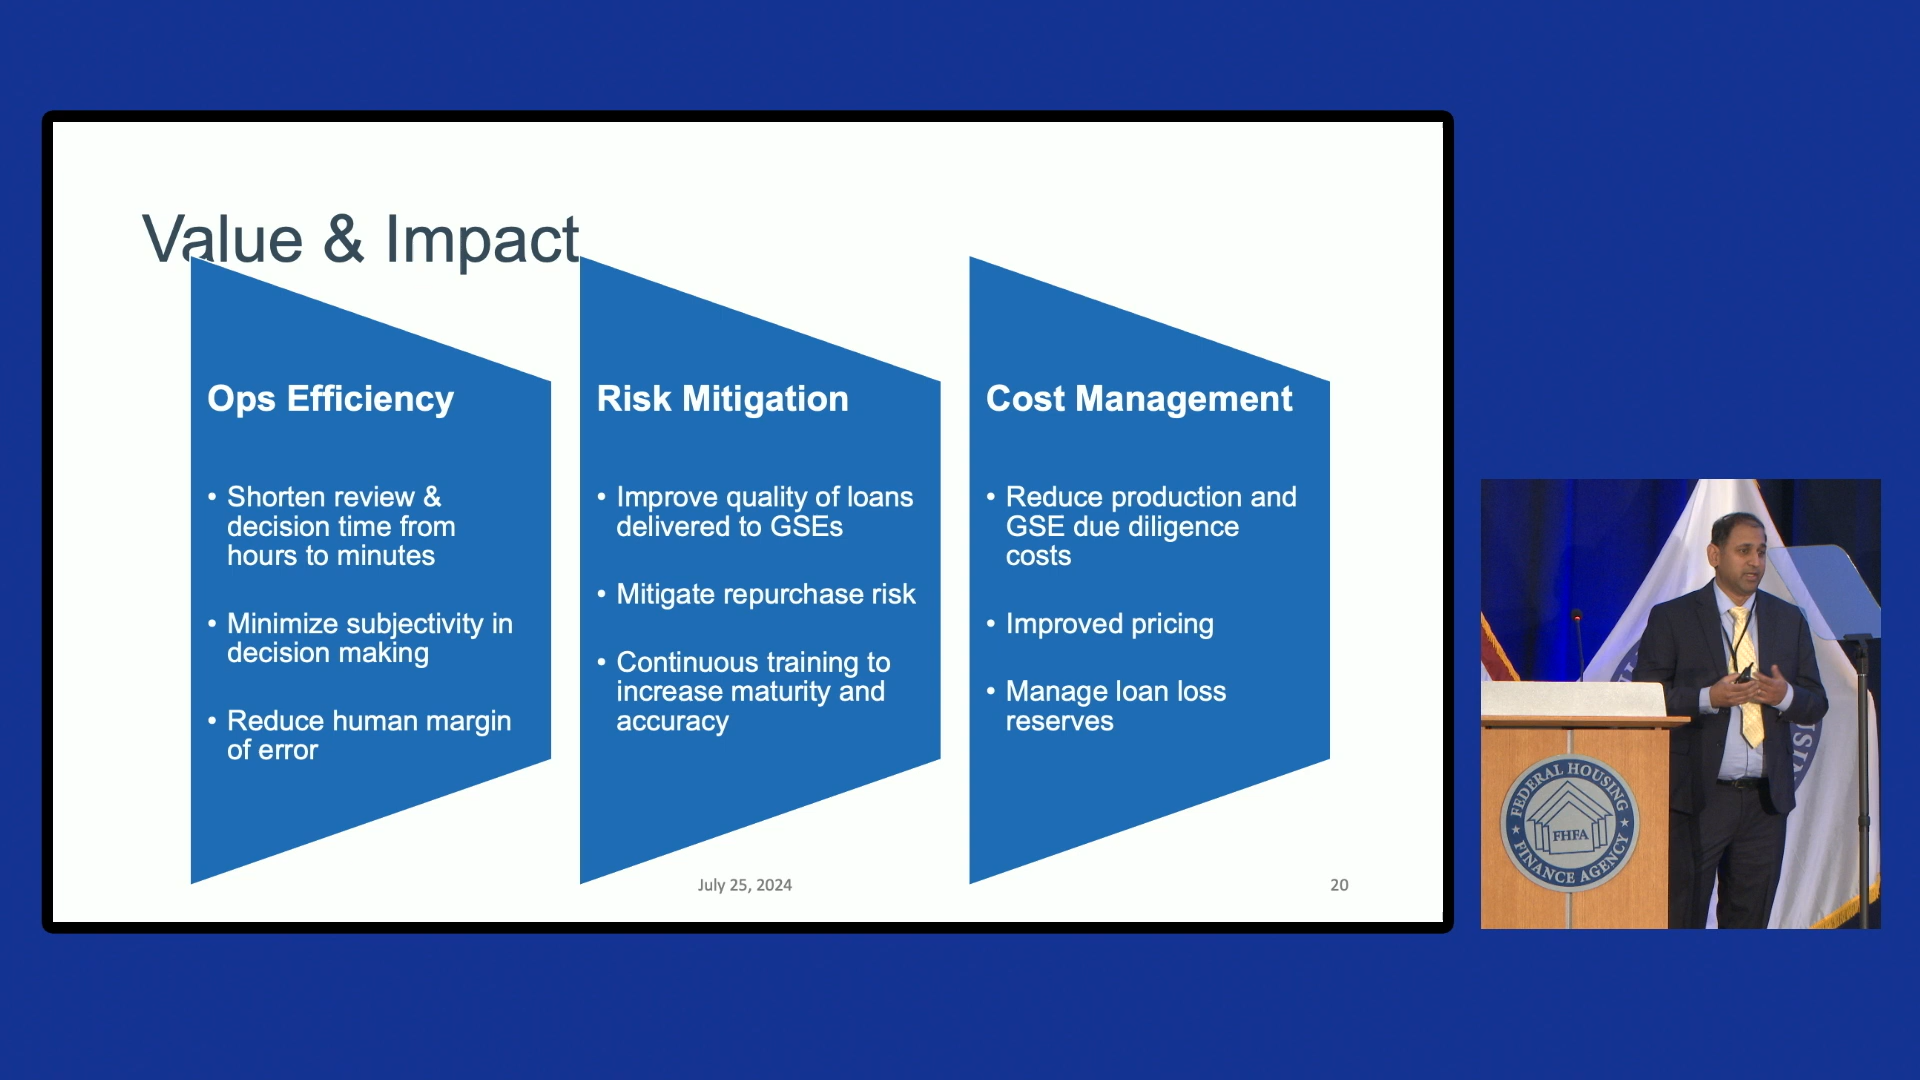 Value & Impact
Ops Efficiency
• Shorten review &
decision time from
hours to minutes
• Minimize subjectivity in
decision making
• Reduce human margin
of error
Risk Mitigation
• Improve quality of loans
delivered to GSEs
• Mitigate repurchase risk
• Continuous training to
increase maturity and
accuracy
Cost Management
• Reduce production and
GSE due diligence
costs
• Improved pricing
• Manage loan loss
reserves
July 25, 2024
20
FEDERAL HOUSING
FHFA
FINANCE AGENCY